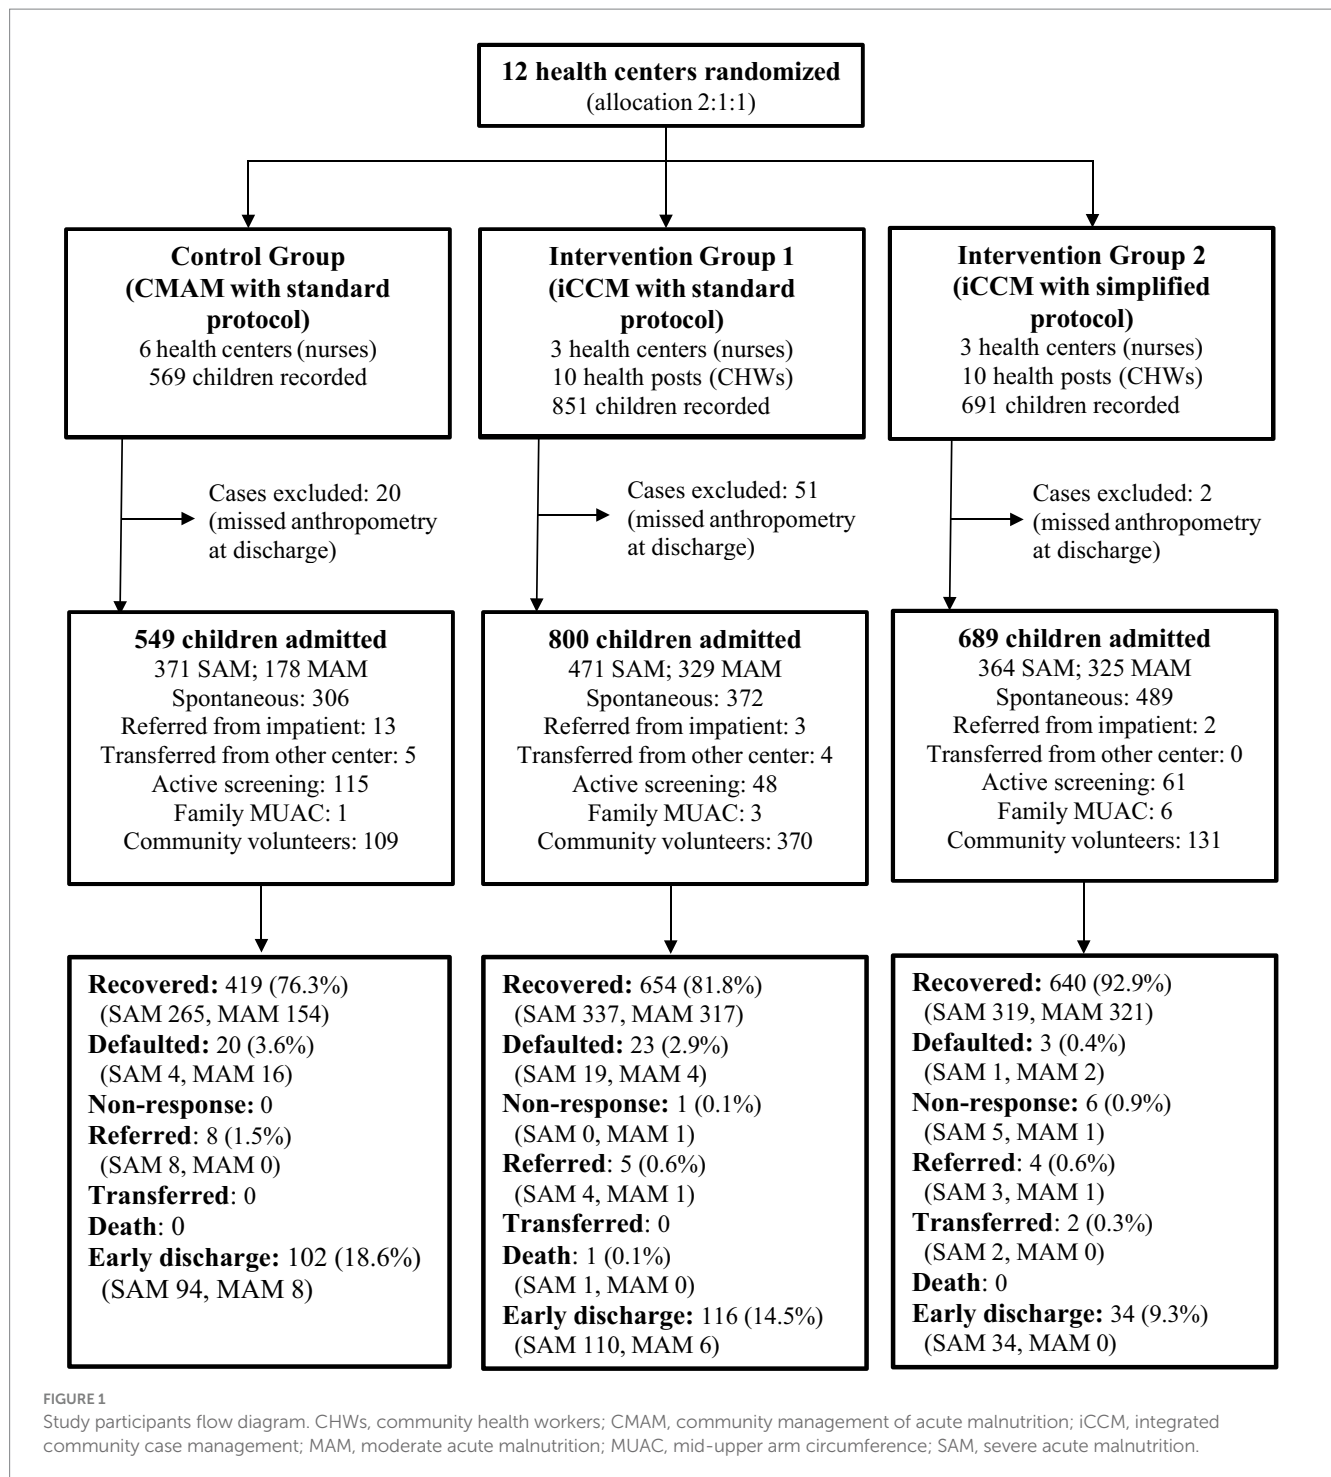 12 health centers randomized
(allocation 2:1:1)
Control Group
(CMAM with standard
protocol)
6 health centers (nurses)
569 children recorded
Intervention Group 1
(iCCM with standard
protocol)
3 health centers (nurses)
10 health posts (CHWs)
851 children recorded
Intervention Group 2
(iCCM with simplified
protocol)
3 health centers (nurses)
10 health posts (CHWs)
691 children recorded
Cases excluded: 20
(missed anthropometry
at discharge)
Cases excluded: 51
(missed anthropometry
at discharge)
Cases excluded: 2
(missed anthropometry
at discharge)
549 children admitted
371 SAM; 178 MAM
Spontaneous: 306
Referred from impatient: 13
Transferred from other center: 5
Active screening: 115
Family MUAC: 1
Community volunteers: 109
800 children admitted
471 SAM; 329 MAM
Spontaneous: 372
Referred from impatient: 3
Transferred from other center: 4
Active screening: 48
Family MUAC: 3
Community volunteers: 370
689 children admitted
364 SAM; 325 MAM
Spontaneous: 489
Referred from impatient: 2
Transferred from other center: 0
Active screening: 61
Family MUAC: 6
Community volunteers: 131
Recovered: 419 (76.3%)
(SAM 265, MAM 154)
Defaulted: 20 (3.6%)
(SAM 4, MAM 16)
Non-response: 0
Referred: 8 (1.5%)
(SAM 8, MAM 0)
Transferred: 0
Death: 0
Early discharge: 102 (18.6%)
(SAM 94, MAM 8)
Recovered: 654 (81.8%)
(SAM 337, MAM 317)
Defaulted: 23 (2.9%)
(SAM 19, MAM 4)
Non-response: 1 (0.1%)
(SAM 0, MAM 1)
Referred: 5 (0.6%)
(SAM 4, MAM 1)
Transferred: 0
Death: 1 (0.1%)
(SAM 1, MAM 0)
Early discharge: 116 (14.5%)
(SAM 110, MAM 6)
Recovered: 640 (92.9%)
(SAM 319, MAM 321)
Defaulted: 3 (0.4%)
(SAM 1, MAM 2)
Non-response: 6 (0.9%)
(SAM 5, MAM 1)
Referred: 4 (0.6%)
(SAM 3, MAM 1)
Transferred: 2 (0.3%)
(SAM 2, MAM 0)
Death: 0
Early discharge: 34 (9.3%)
(SAM 34, MAM 0)
FIGURE 1
Study participants flow diagram. CHWs, community health workers; CMAM, community management of acute malnutrition; iCCM, integrated
community case management; MAM, moderate acute malnutrition; MUAC, mid-upper arm circumference; SAM, severe acute malnutrition.